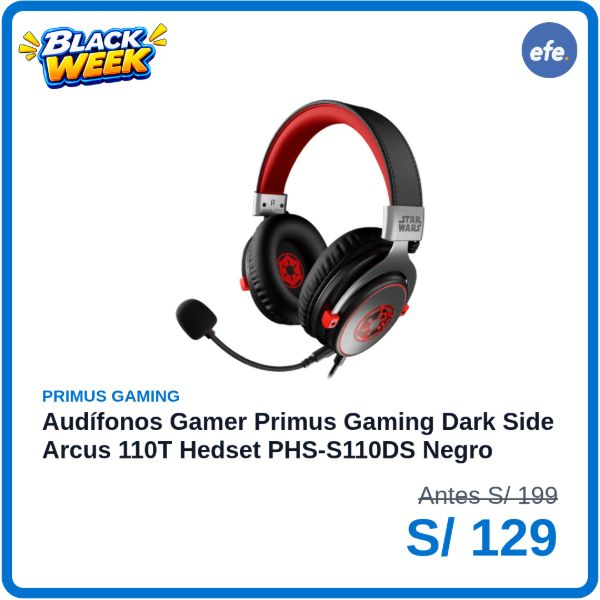 BLACK
WEEK
efe.
R
STAR
WARS
PRIMUS GAMING
Audífonos Gamer Primus Gaming Dark Side
Arcus 110T Hedset PHS-S110DS Negro
Antes S/ 199
S/ 129